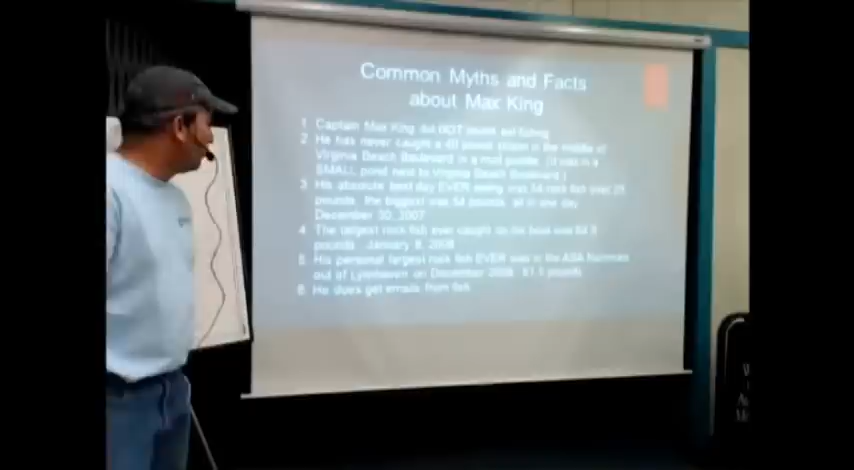 Common Myths and Facts
about Max King
1 Captain Max King did NOT invent eel fishing
2 He has never caught a 40 pound striper in the middle of
Virginia Beach Boulevard in a mud puddle. (It was in a
SMALL pond next to Virginia Beach Boulevard.)
3 His absolute best day EVER eeling was 54 rock fish over 25
pounds. the biggest was 54 pounds. all in one day
December 30, 2007
4 The largest rock fish ever caught on his boat was
pounds. January 8, 2008
5 His personal largest rock fish EVER was in the
out of Lynnhaven on December 2008. 61.5 pounds
6 He does get emails from fish